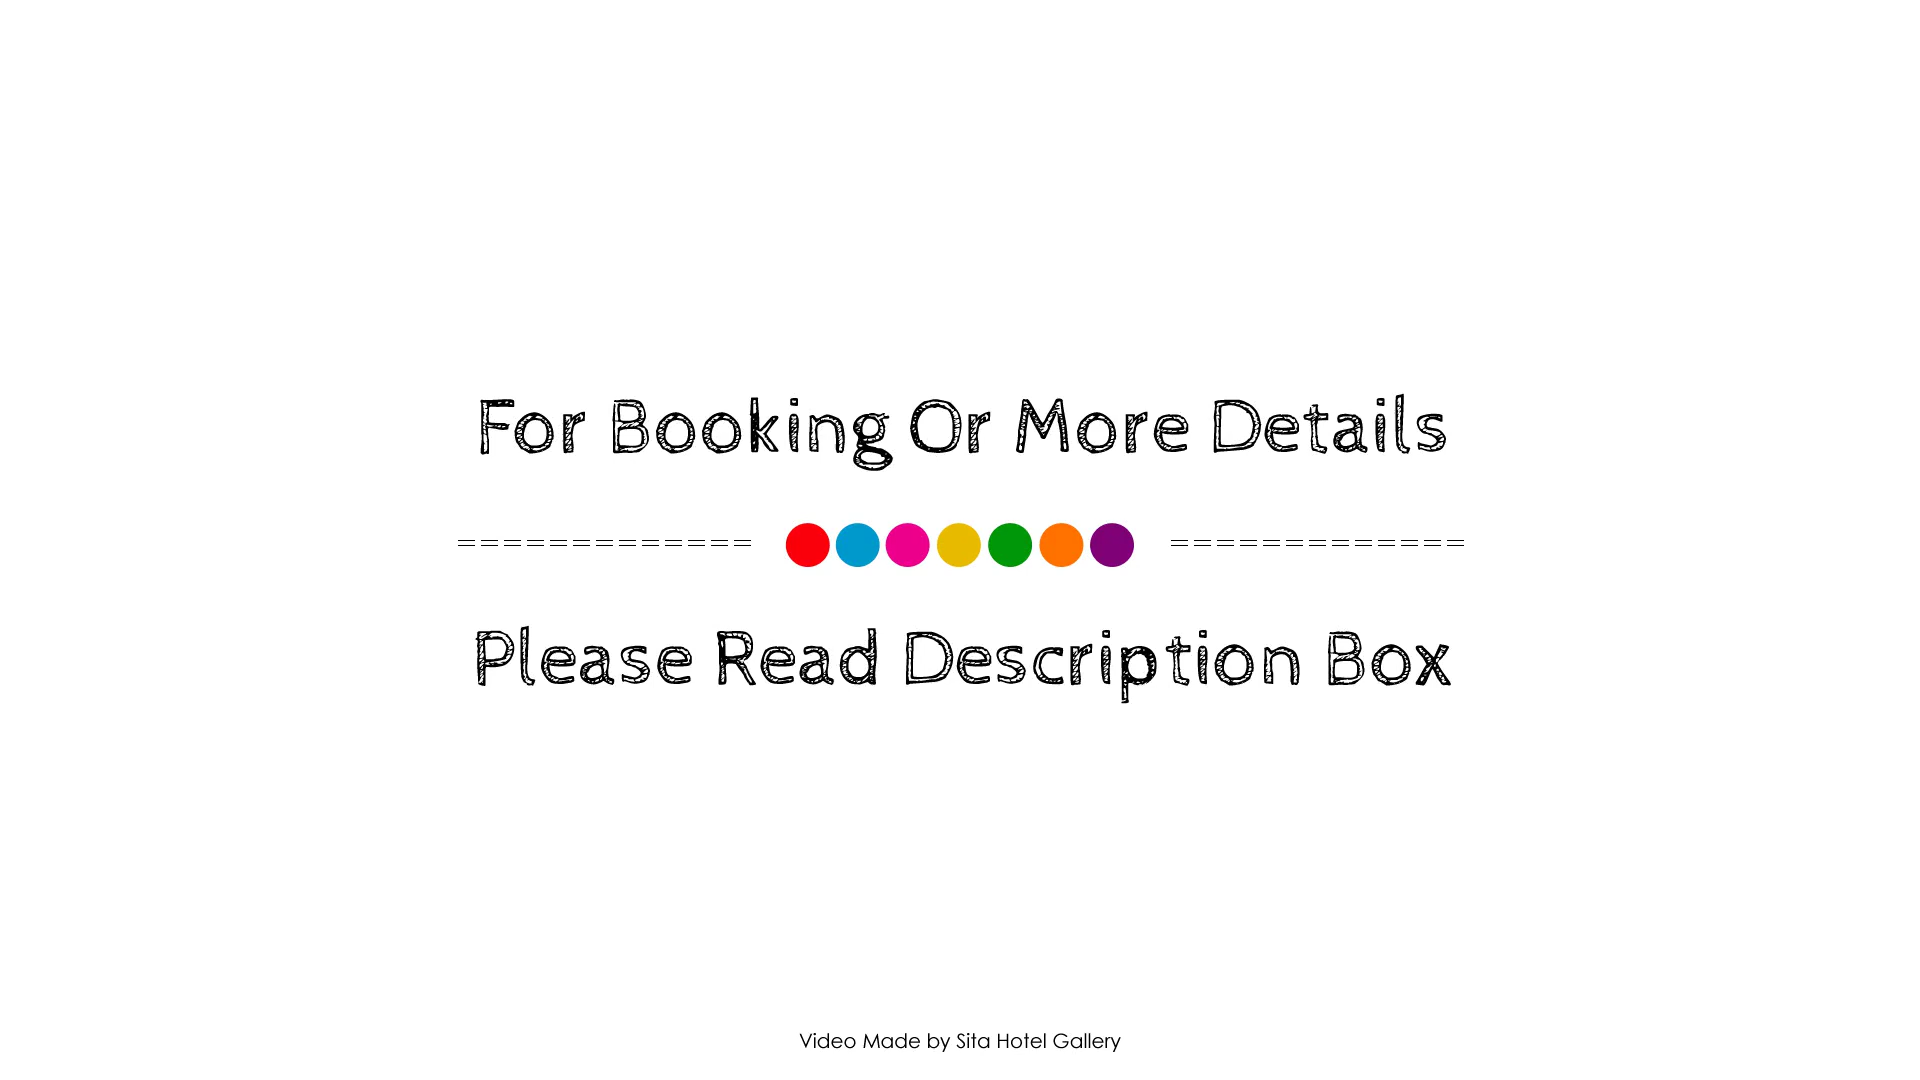 For Booking Or More Details
============= =============
Please Read Description Box
Video Made by Sita Hotel Gallery